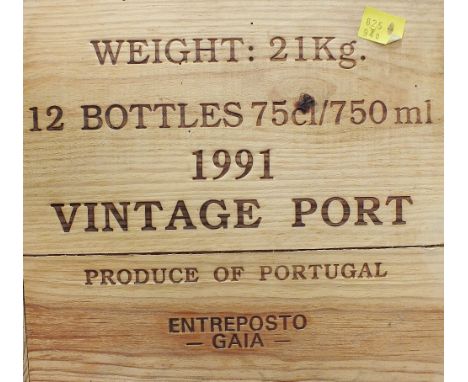 WEIGHT: 21Kg.
12 BOTTLES 75cl/750 ml
1991
VINTAGE PORT
PRODUCE OF PORTUGAL
ENTREPOSTO
— GAIA —